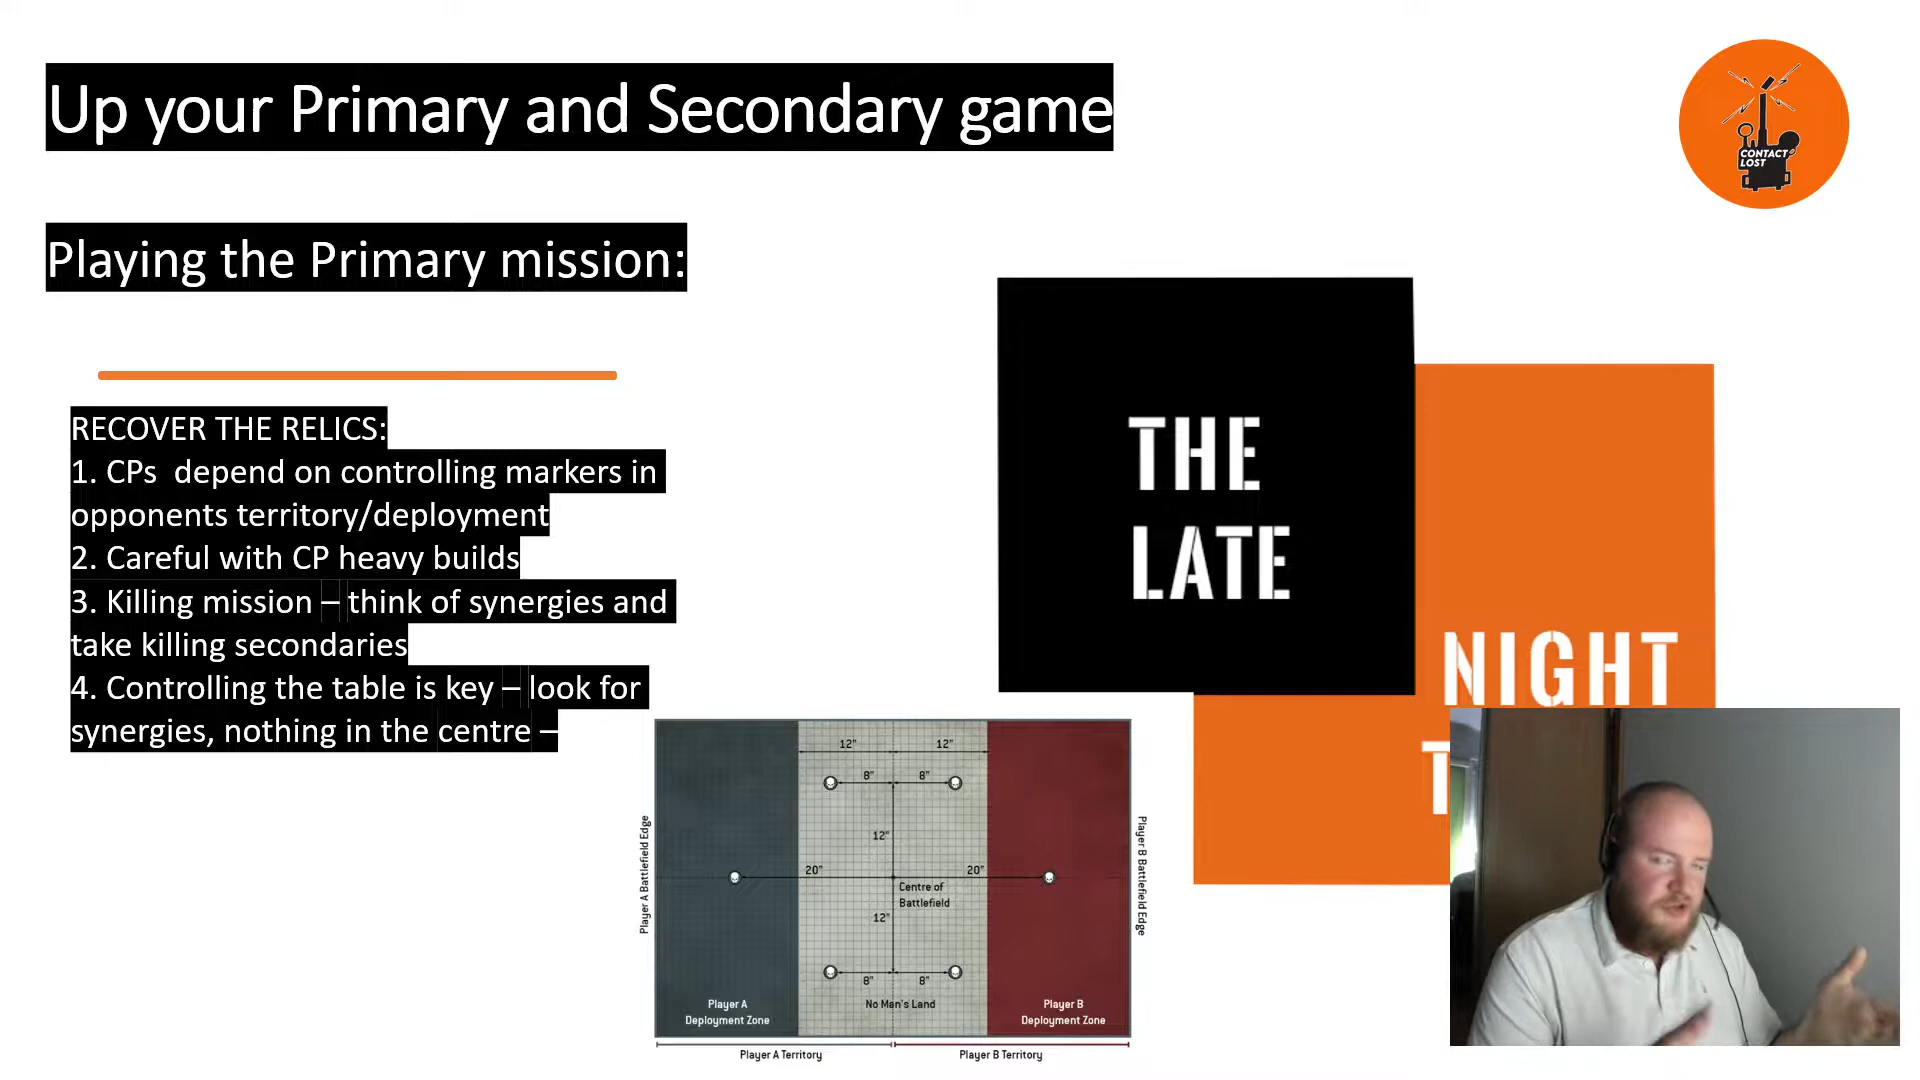 Up your Primary and Secondary game
CONTACT
LOST
Playing the Primary mission:
RECOVER THE RELICS:
1. CPs  depend on controlling markers in
opponents territory/deployment
2. Careful with CP heavy builds
3. Killing mission – think of synergies and
take killing secondaries
4. Controlling the table is key – look for
synergies, nothing in the centre –
THE
LATE
NIGHT
T
12" 12"
8" 8"
12"
20" 20"
Centre of
Battlefield
12"
8" 8"
Player A
Deployment Zone
No Man's Land
Player B
Deployment Zone
Player A Battlefield Edge
Player B Battlefield Edge
Player A Territory
Player B Territory